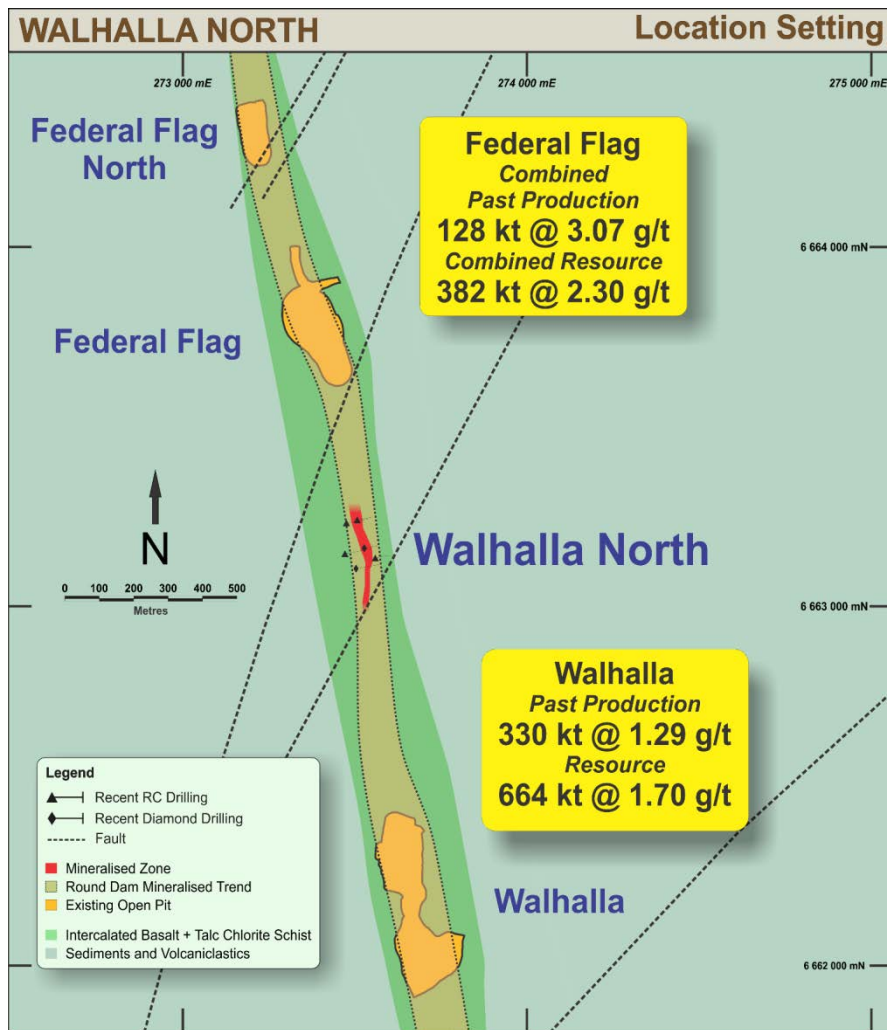 WALHALLA NORTH
Location Setting
273 000 mE
274 000 mE
275 000 mE
Federal Flag
North
Federal Flag
Combined
Past Production
128 kt @ 3.07 g/t
Combined Resource
382 kt @ 2.30 g/t
6 664 000 mN
Federal Flag
Walhalla North
N
0 100 200 300 400 500
Metres
6 663 000 mN
Walhalla
Past Production
330 kt @ 1.29 g/t
Resource
664 kt @ 1.70 g/t
Legend
Recent RC Drilling
Recent Diamond Drilling
Fault
Mineralised Zone
Round Dam Mineralised Trend
Existing Open Pit
Intercalated Basalt + Talc Chlorite Schist
Sediments and Volcaniclastics
Walhalla
6 662 000 mN